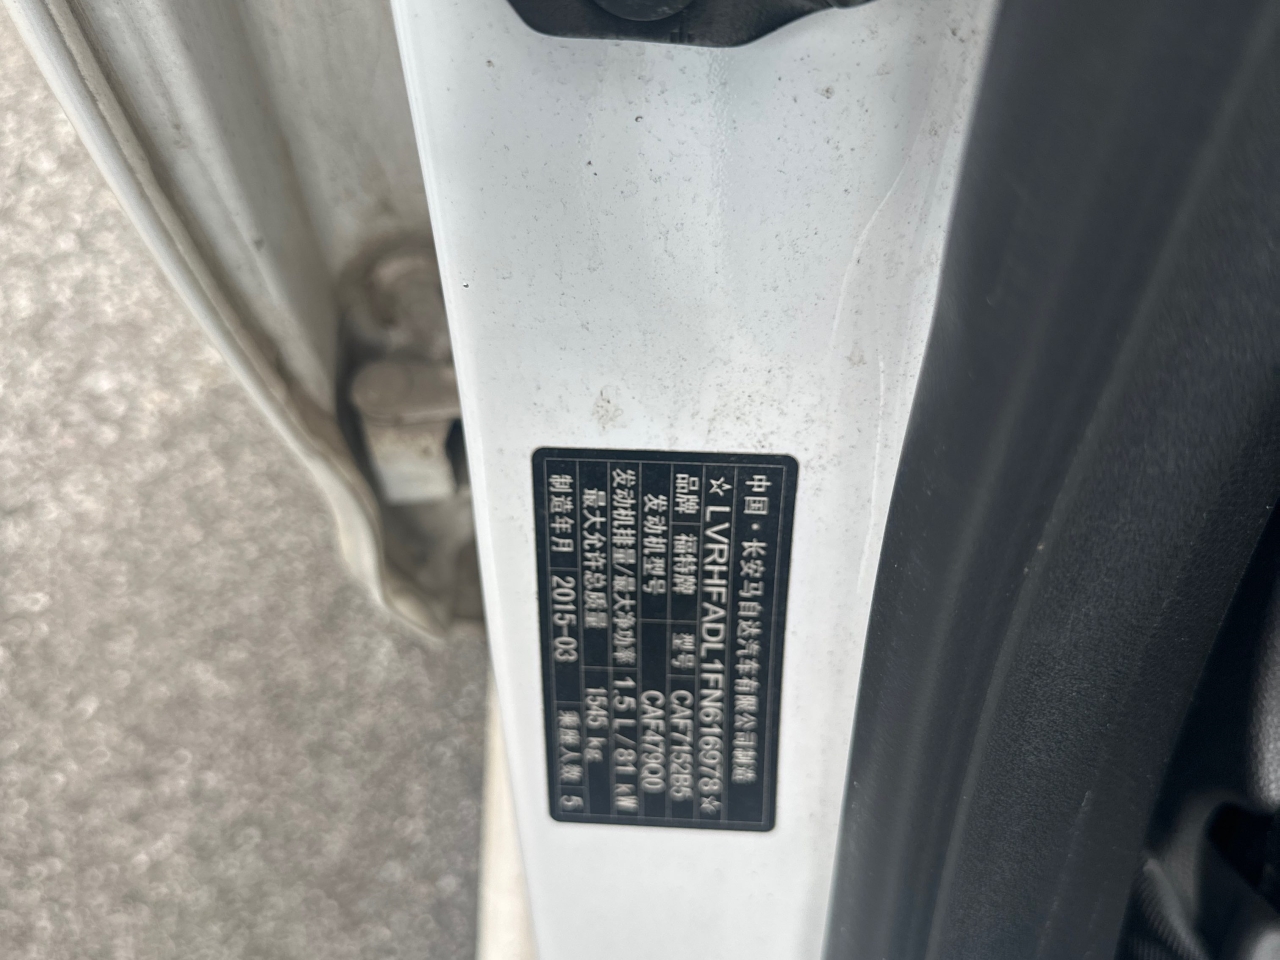 中国·长安马自达汽车有限公司制造
☆LVRHFADL1FN616978☆
品牌 福特牌 型号 CAF7152B5
发动机型号 CAF479Q0
发动机排量/最大净功率 1.5 L / 81 kW
最大允许总质量 1545 kg
制造年月 2015-03 乘座人数 5